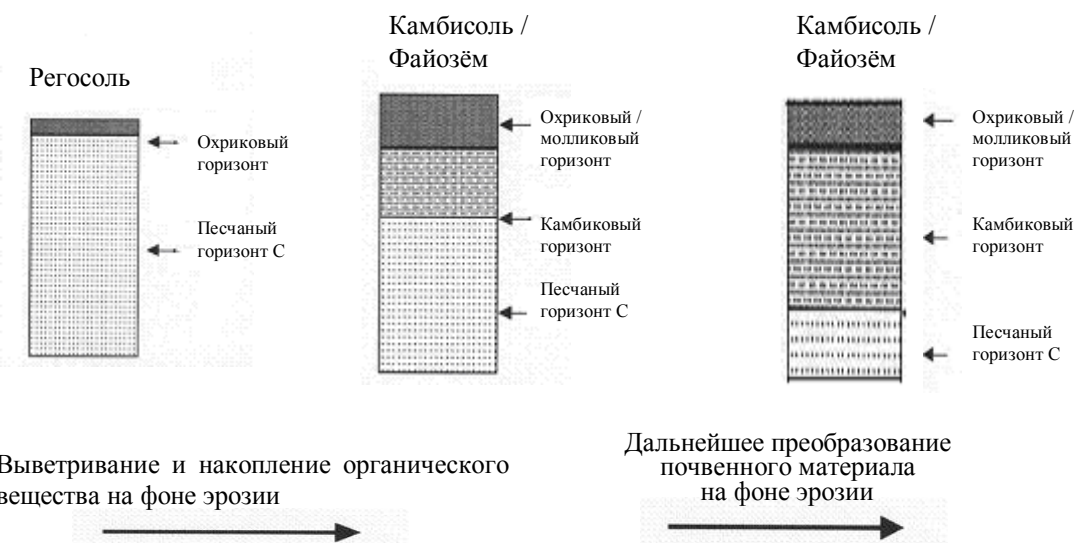 Регосоль
Охриковый
горизонт
Песчаный
горизонт С
Камбисоль /
Файозём
Охриковый /
молликовый
горизонт
Камбиковый
горизонт
Песчаный
горизонт С
Камбисоль /
Файозём
Охриковый /
молликовый
горизонт
Камбиковый
горизонт
Песчаный
горизонт С
Выветривание и накопление органического
вещества на фоне эрозии
Дальнейшее преобразование
почвенного материала
на фоне эрозии